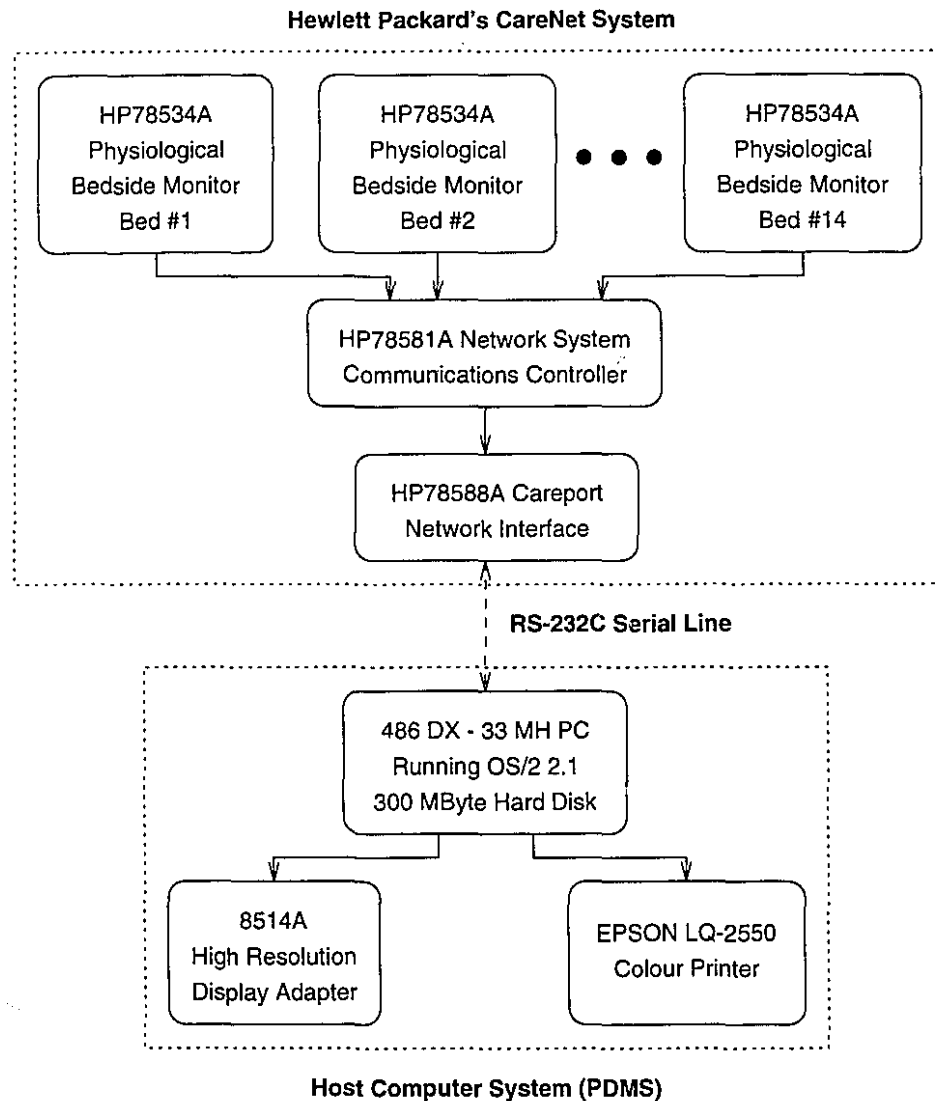 Hewlett Packard's CareNet System
HP78534A
Physiological
Bedside Monitor
Bed #1
HP78534A
Physiological
Bedside Monitor
Bed #2
HP78534A
Physiological
Bedside Monitor
Bed #14
HP78581A Network System
Communications Controller
HP78588A Careport
Network Interface
RS-232C Serial Line
486 DX - 33 MH PC
Running OS/2 2.1
300 MByte Hard Disk
8514A
High Resolution
Display Adapter
EPSON LQ-2550
Colour Printer
Host Computer System (PDMS)